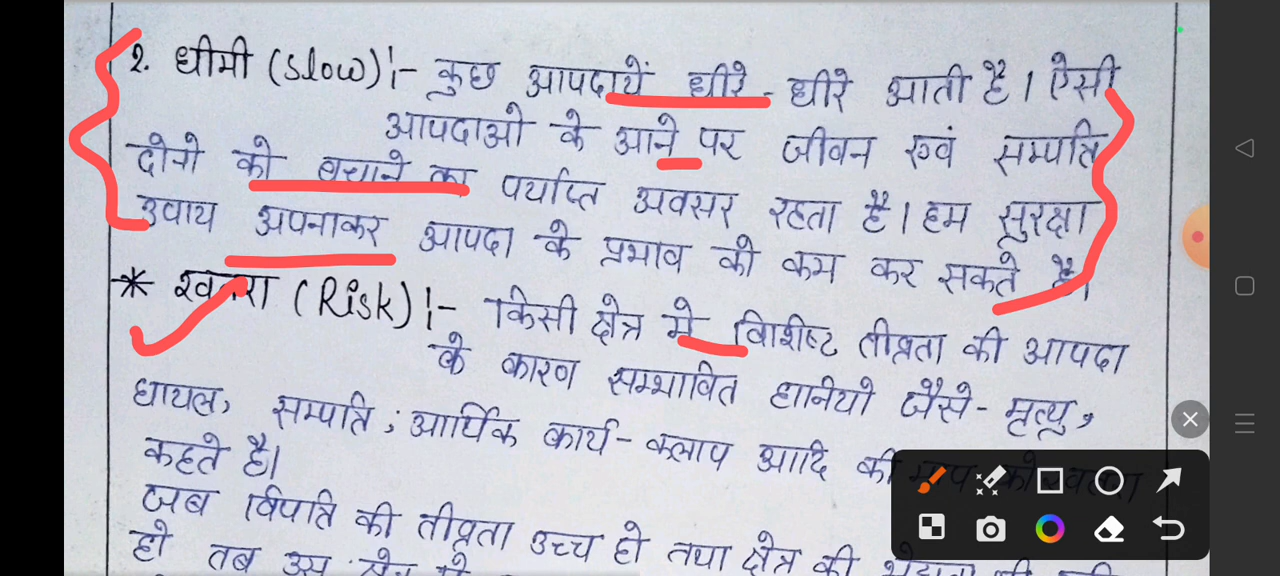 2. धीमी (Slow):- कुछ आपदायें धीरे - धीरे आती है। ऐसी
आपदाओ के आने पर जीवन एवं सम्पति
दोनो को बचाने का पर्याप्त अवसर रहता है। हम सुरक्षा
उपाय अपनाकर आपदा के प्रभाव को कम कर सकते है।
* खतरा (Risk):- किसी क्षेत्र मे विशिष्ट तीव्रता की आपदा
के कारण सम्भावित हानियो जैसे- मृत्यु,
घायल, सम्पति, आर्थिक कार्य-कलाप आदि की
कहते है।
जब विपति की तीव्रता उच्च हो तथा क्षेत्र की
हो तब उस